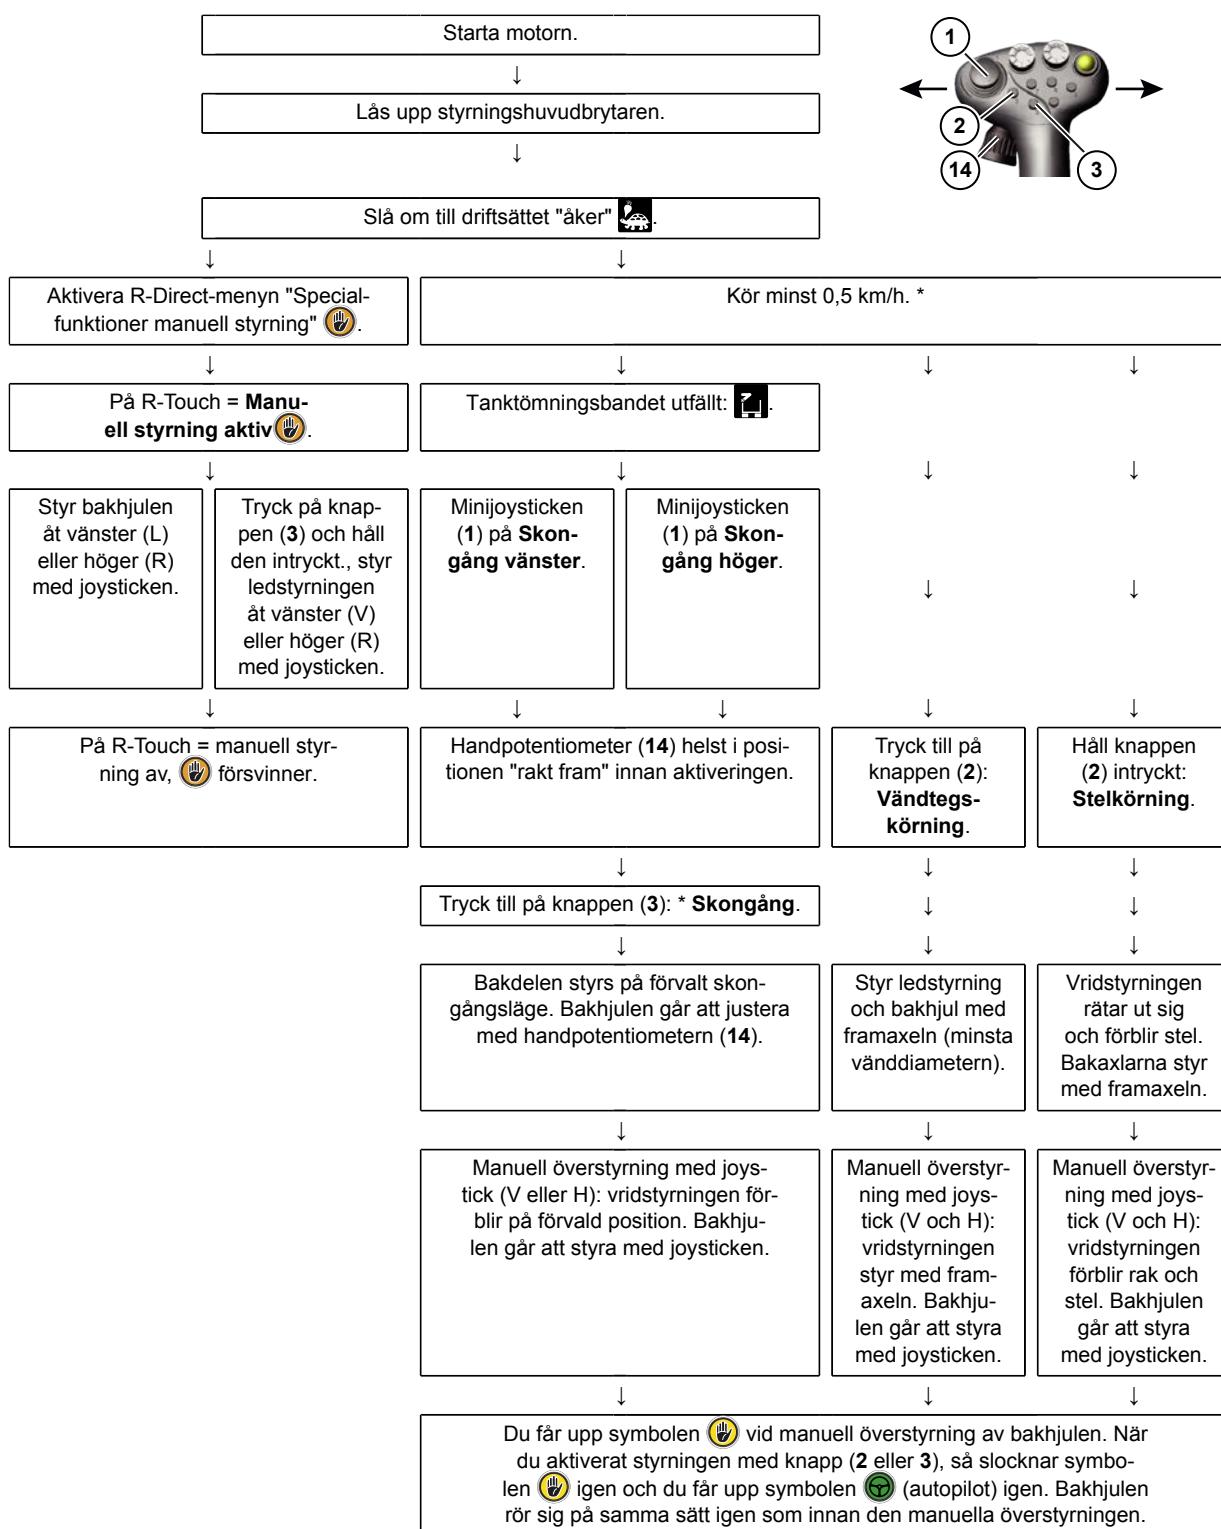 Starta motorn.
1
↓
Lås upp styrningshuvudbrytaren.
2
↓
14
3
Slå om till driftsättet "åker" .
↓ ↓
Aktivera R-Direct-menyn "Special-
funktioner manuell styrning" .
Kör minst 0,5 km/h. *
↓ ↓ ↓ ↓
På R-Touch = Manu-
ell styrning aktiv .
Tanktömningsbandet utfällt: .
↓ ↓ ↓ ↓
Styr bakhjulen
åt vänster (L)
eller höger (R)
med joysticken.
Tryck på knap-
pen (3) och håll
den intryckt., styr
ledstyrningen
åt vänster (V)
eller höger (R)
med joysticken.
Minijoysticken
(1) på Skon-
gång vänster.
Minijoysticken
(1) på Skon-
gång höger.
↓ ↓
↓ ↓ ↓ ↓ ↓
På R-Touch = manuell styr-
ning av, försvinner.
Handpotentiometer (14) helst i posi-
tionen "rakt fram" innan aktiveringen.
Tryck till på
knappen (2):
Vändtegs-
körning.
Håll knappen
(2) intryckt:
Stelkörning.
↓ ↓ ↓
Tryck till på knappen (3): * Skongång.
↓ ↓
↓ ↓ ↓
Bakdelen styrs på förvalt skon-
gångsläge. Bakhjulen går att justera
med handpotentiometern (14).
Styr ledstyrning
och bakhjul med
framaxeln (minsta
vänddiametern).
Vridstyrningen
rätar ut sig
och förblir stel.
Bakaxlarna styr
med framaxeln.
↓ ↓ ↓
Manuell överstyrning med joys-
tick (V eller H): vridstyrningen för-
blir på förvald position. Bakhju-
len går att styra med joysticken.
Manuell överstyr-
ning med joys-
tick (V och H):
vridstyrningen
styr med fram-
axeln. Bakhju-
len går att styra
med joysticken.
Manuell överstyr-
ning med joys-
tick (V och H):
vridstyrningen
förblir rak och
stel. Bakhjulen
går att styra
med joysticken.
↓ ↓ ↓
Du får upp symbolen vid manuell överstyrning av bakhjulen. När
du aktiverat styrningen med knapp (2 eller 3), så slocknar symbo-
len igen och du får upp symbolen (autopilot) igen. Bakhjulen
rör sig på samma sätt igen som innan den manuella överstyrningen.